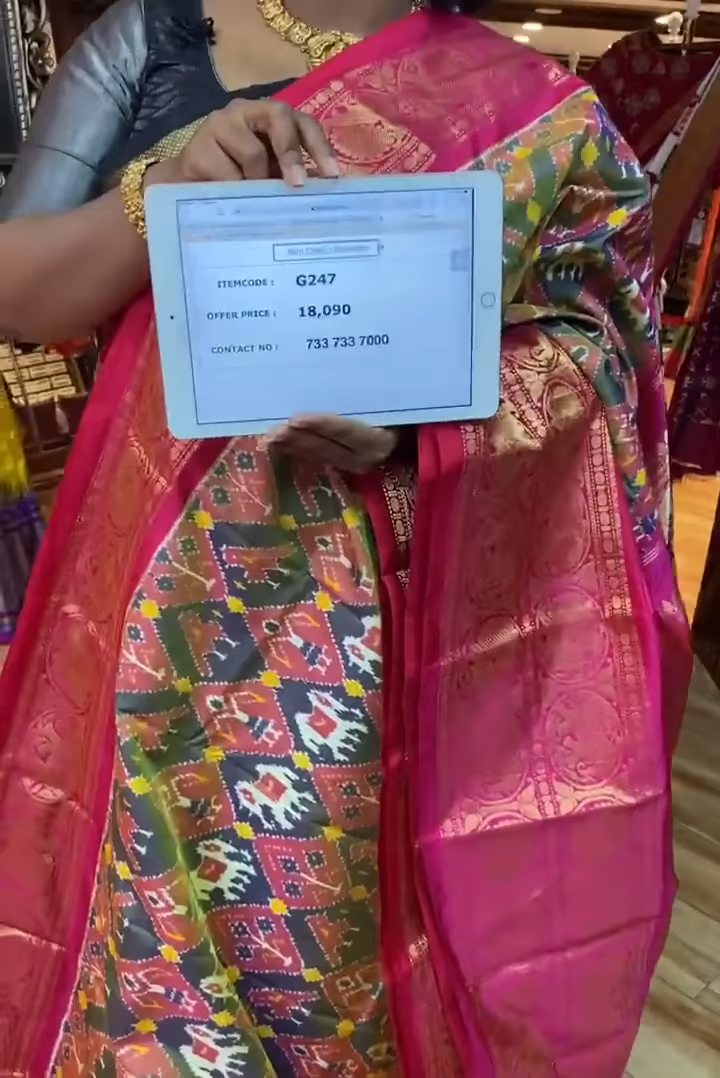 ITEMCODE : G247
OFFER PRICE : 18,090
CONTACT NO : 733 733 7000